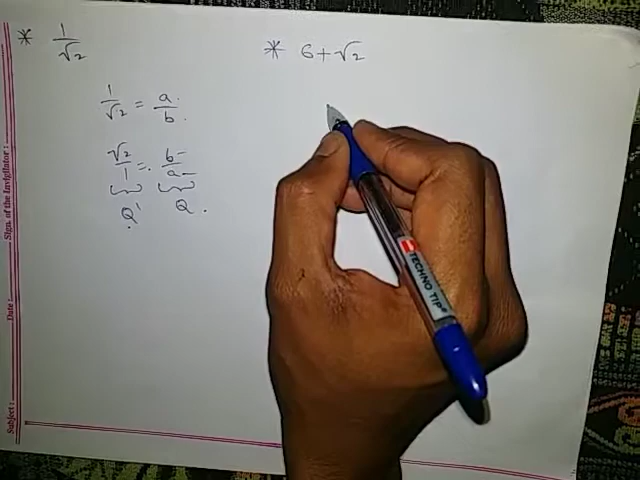 * 1/√2
* 6+√2
1/√2 = a/b.
√2/1 = b/a
Q' Q.
Sign. of the Invigilator :
Date :
Subject :
TECHNO TIP